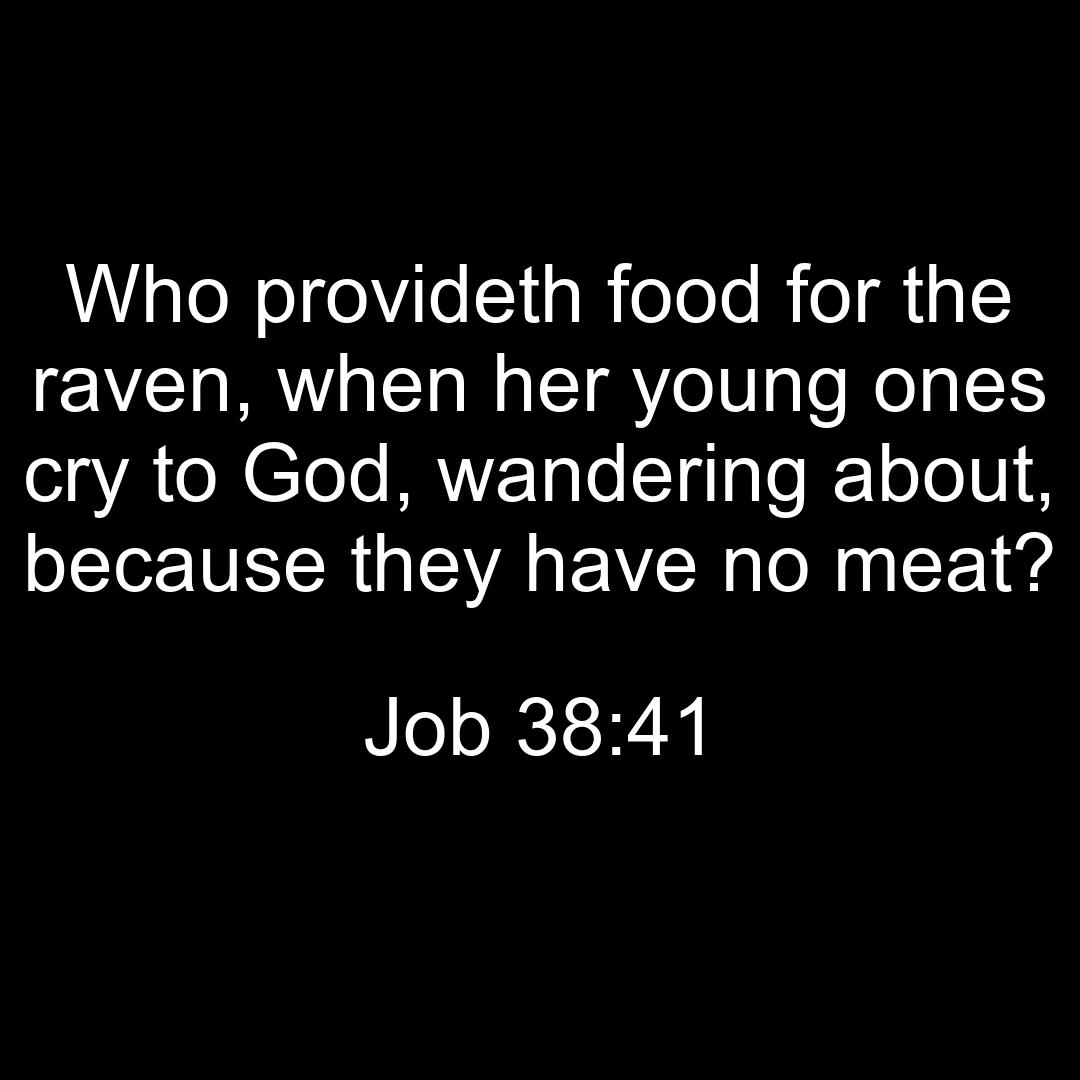 Who provideth food for the
raven, when her young ones
cry to God, wandering about,
because they have no meat?
Job 38:41